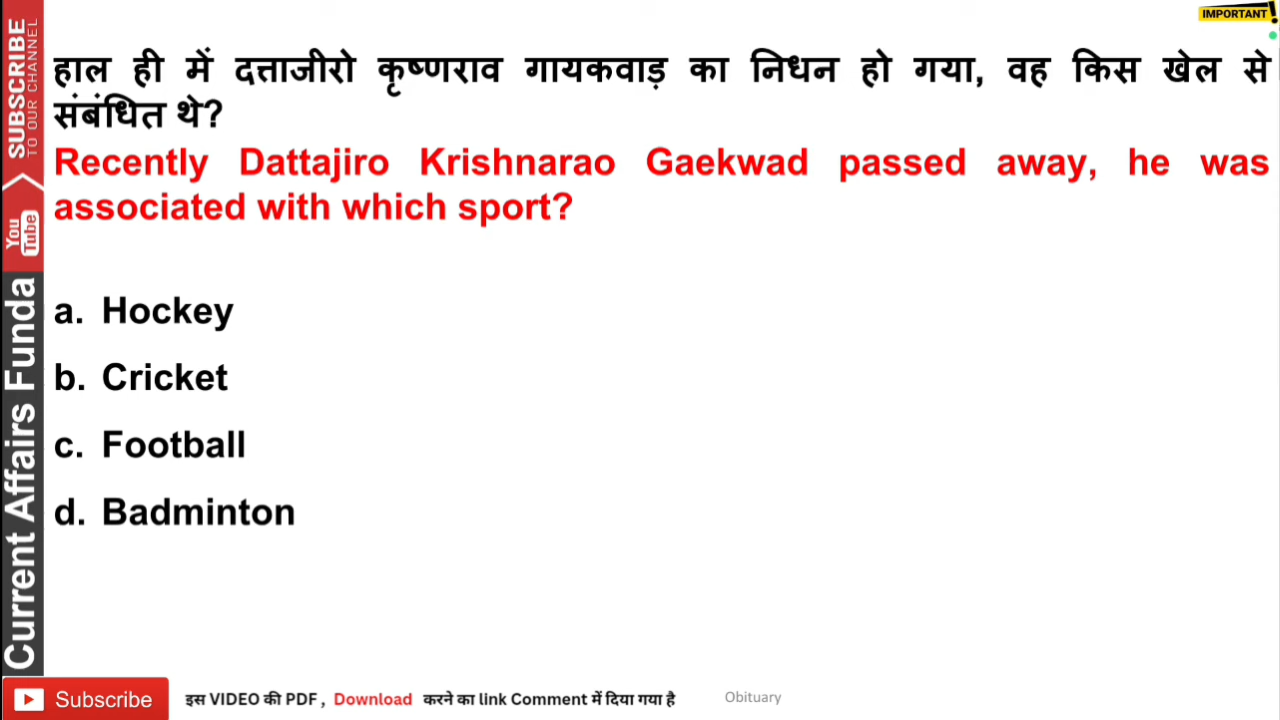 IMPORTANT!
हाल ही में दत्ताजीरो कृष्णराव गायकवाड़ का निधन हो गया, वह किस खेल से
संबंधित थे?
Recently Dattajiro Krishnarao Gaekwad passed away, he was
associated with which sport?
a. Hockey
b. Cricket
c. Football
d. Badminton
SUBSCRIBE
TO OUR CHANNEL
You
Tube
Current Affairs Funda
Subscribe
इस VIDEO की PDF , Download करने का link Comment में दिया गया है
Obituary